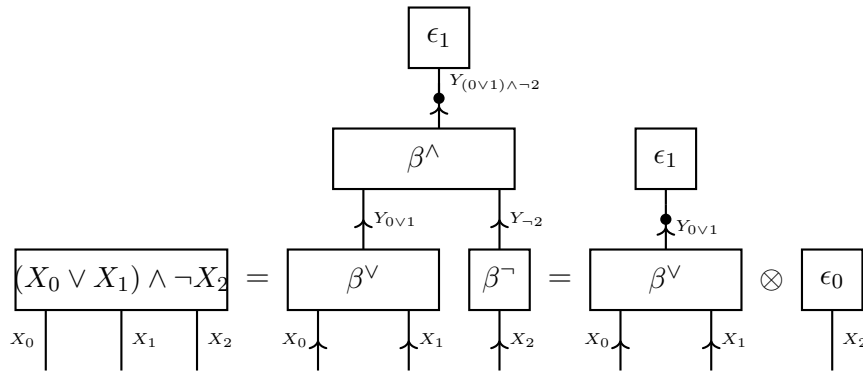 ϵ₁
Y₍₀∨₁₎∧¬₂
β^∧
ϵ₁
Y₀∨₁
Y¬₂
Y₀∨₁
(X₀ ∨ X₁) ∧ ¬X₂ = β^∨ β^¬ = β^∨ ⊗ ϵ₀
X₀ X₁ X₂ X₀ X₁ X₂ X₀ X₁ X₂